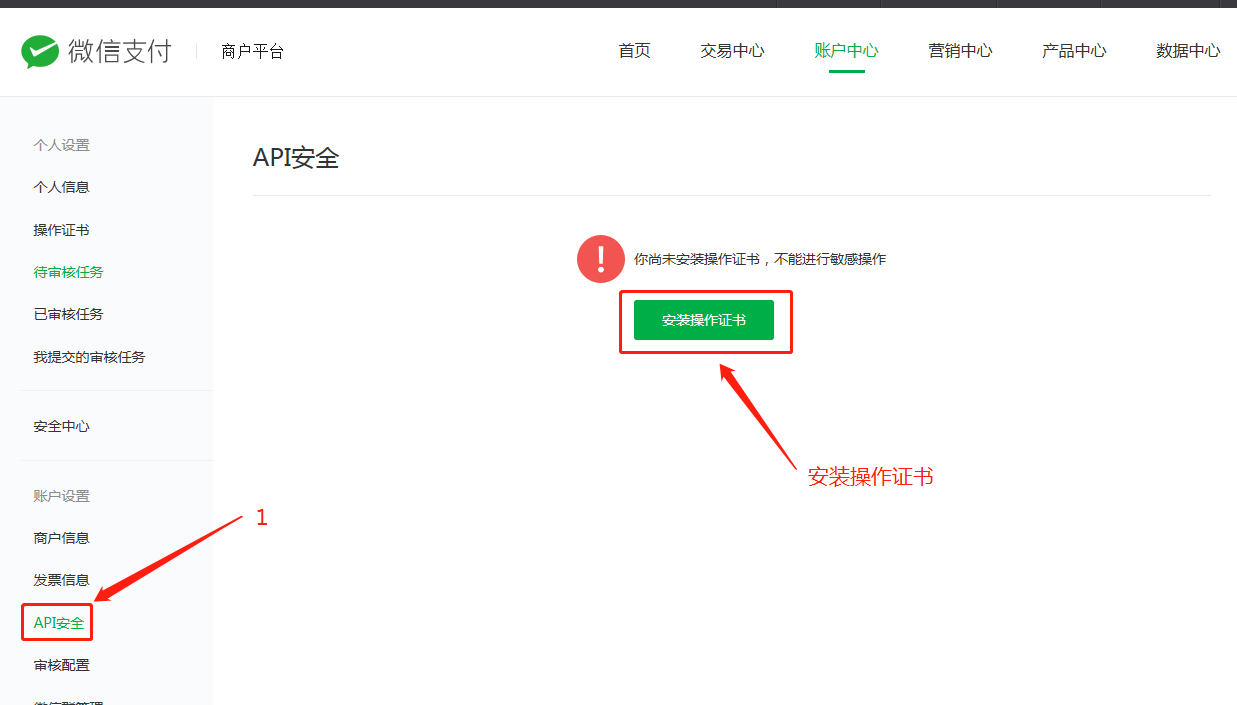 微信支付 商户平台 首页 交易中心 账户中心 营销中心 产品中心 数据中心
个人设置
个人信息
操作证书
待审核任务
已审核任务
我提交的审核任务
安全中心
账户设置
商户信息
发票信息
API安全
审核配置
API安全
你尚未安装操作证书，不能进行敏感操作
安装操作证书
安装操作证书
1